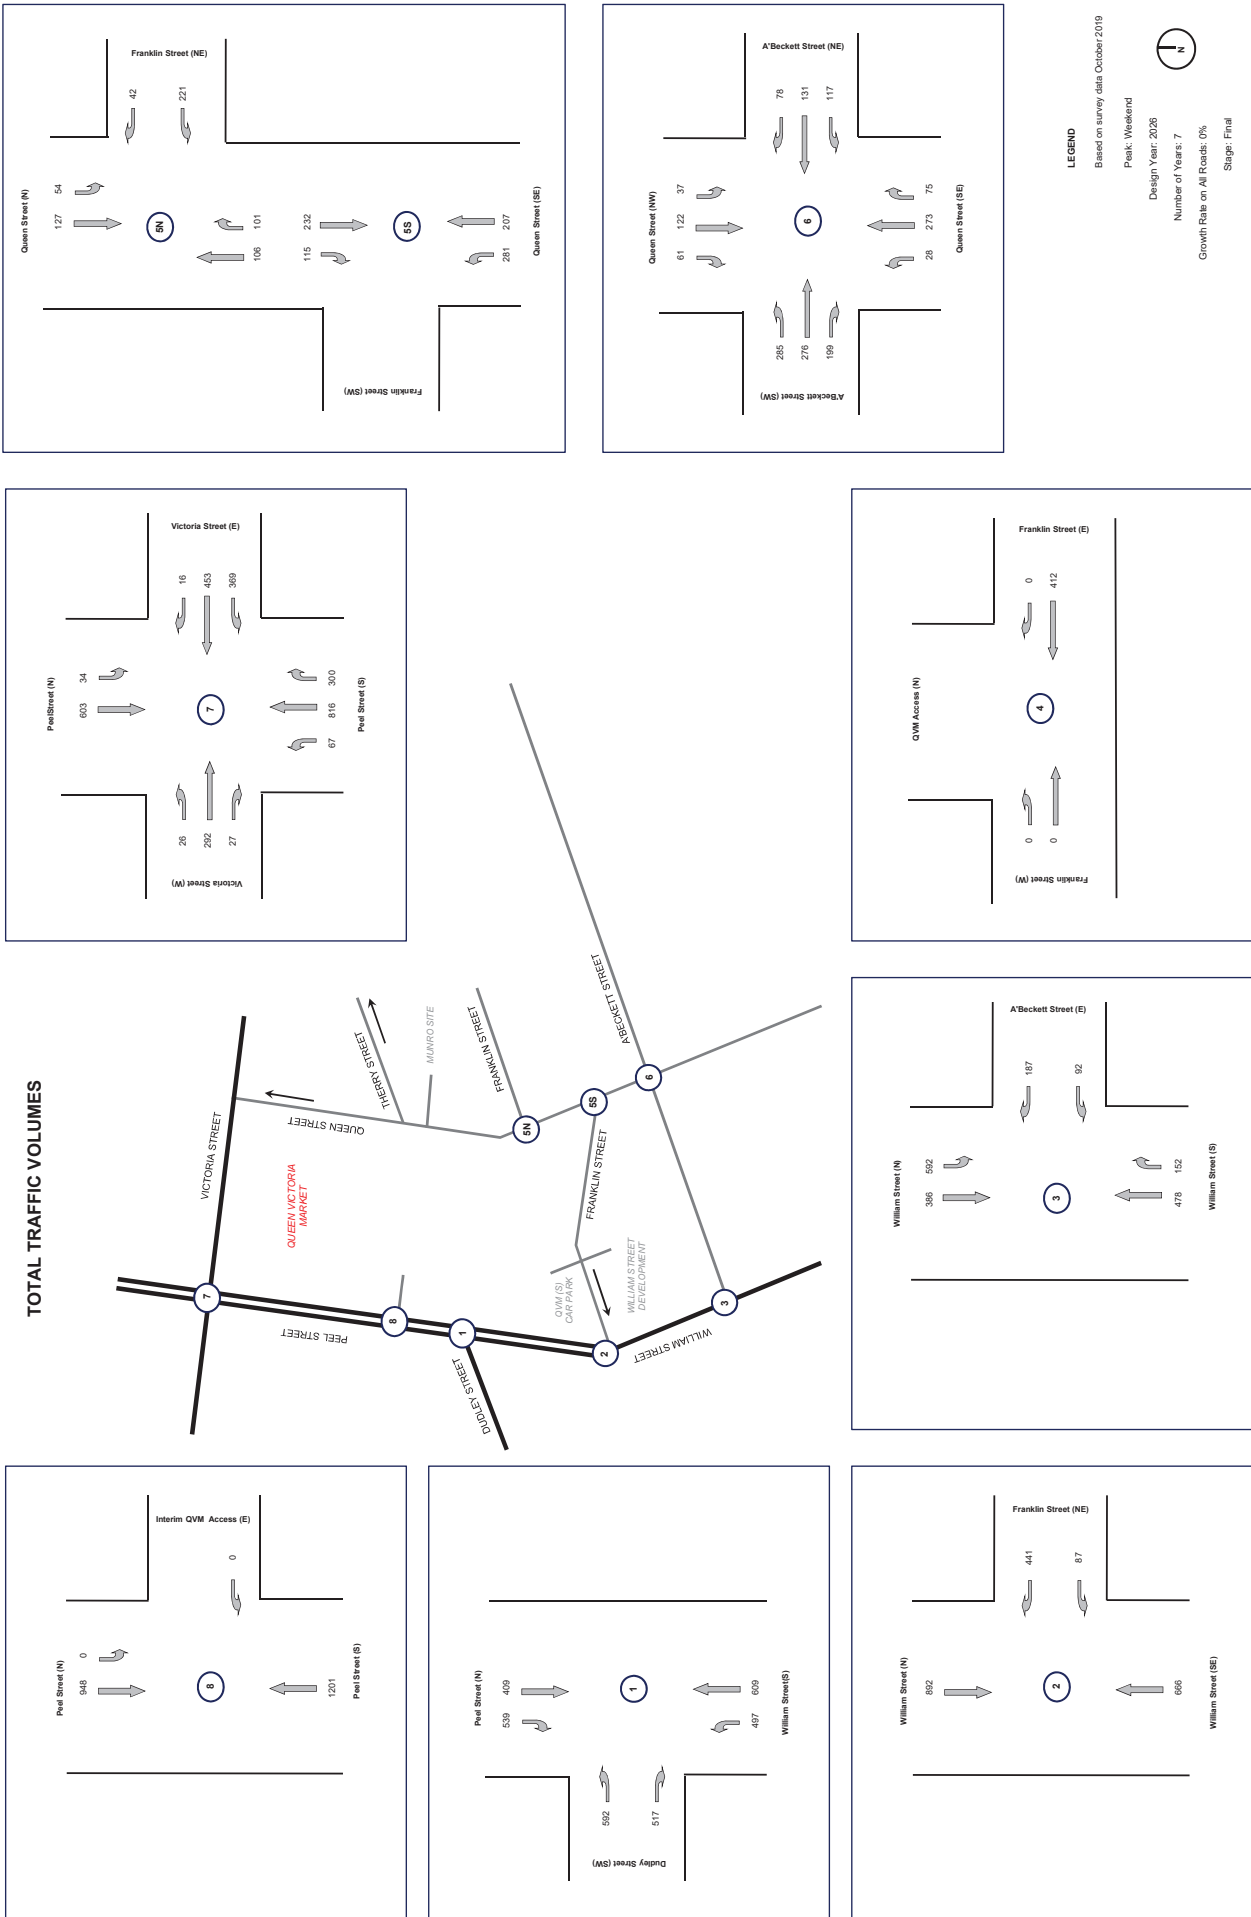 TOTAL TRAFFIC VOLUMES
Franklin Street (NE)
42
221
Queen Street (N)
54
127
5N
101
106
232
115
5S
207
281
Queen Street (SE)
Franklin Street (SW)
A'Beckett Street (NE)
78
131
117
Queen Street (NW)
37
122
61
6
75
273
28
Queen Street (SE)
285
276
199
A'Beckett Street (SW)
LEGEND
Based on survey data October 2019
Peak: Weekend
Design Year: 2026
Number of Years: 7
Growth Rate on All Roads: 0%
Stage: Final
N
Victoria Street (E)
16
453
369
PeelStreet (N)
34
603
7
300
816
67
Peel Street (S)
26
292
27
Victoria Street (W)
Franklin Street (E)
0
412
QVM Access (N)
4
0
0
Franklin Street (W)
VICTORIA STREET
QUEEN STREET
THERRY STREET
MUNRO SITE
FRANKLIN STREET
A'BECKETT STREET
QUEEN VICTORIA
MARKET
PEEL STREET
DUDLEY STREET
FRANKLIN STREET
QVM (S)
CAR PARK
WILLIAM STREET
DEVELOPMENT
WILLIAM STREET
7
8
1
2
3
5N
5S
6
A'Beckett Street (E)
187
92
William Street (N)
592
386
3
152
478
William Street (S)
Interim QVM Access (E)
0
Peel Street (N)
0
948
8
1201
Peel Street (S)
Peel Street (N)
409
539
1
609
497
William Street(S)
592
517
Dudley Street (SW)
Franklin Street (NE)
441
87
William Street (N)
892
2
666
William Street (SE)